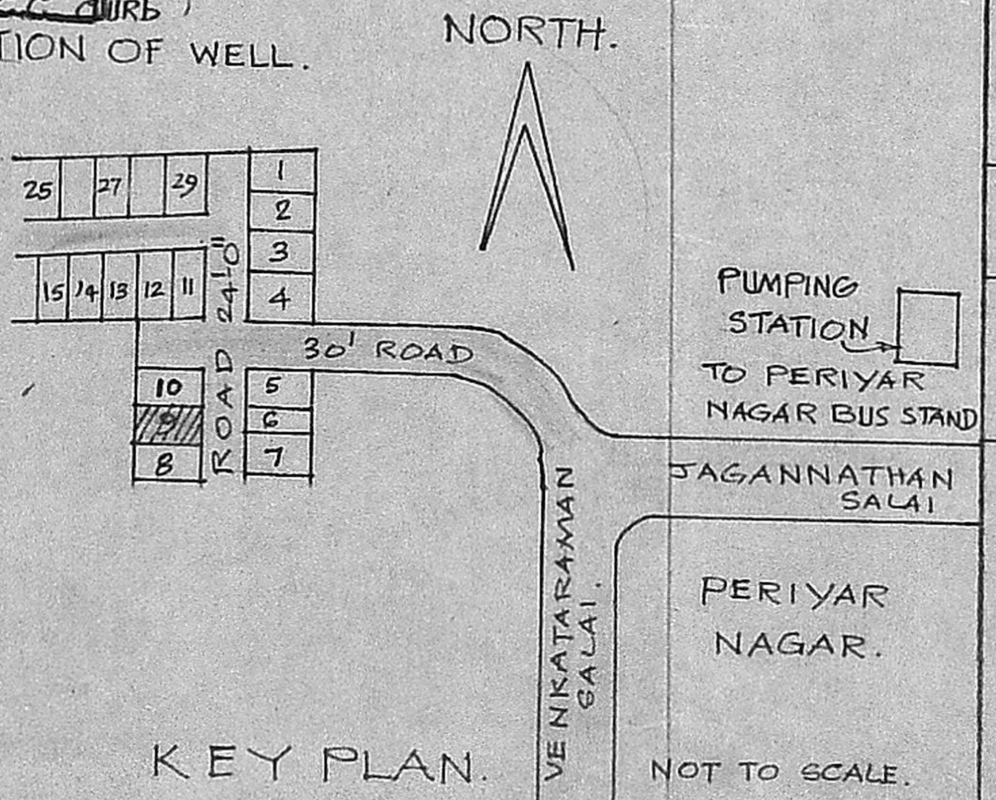 CURB
TION OF WELL.
NORTH.
25 27 29
1
2
3
4
15 14 13 12 11
24'-0"
ROAD
30' ROAD
10
9
8
5
6
7
PUMPING
STATION
TO PERIYAR
NAGAR BUS STAND
JAGANNATHAN
SALAI
VENKATARAMAN
SALAI.
PERIYAR
NAGAR.
KEY PLAN.
NOT TO SCALE.